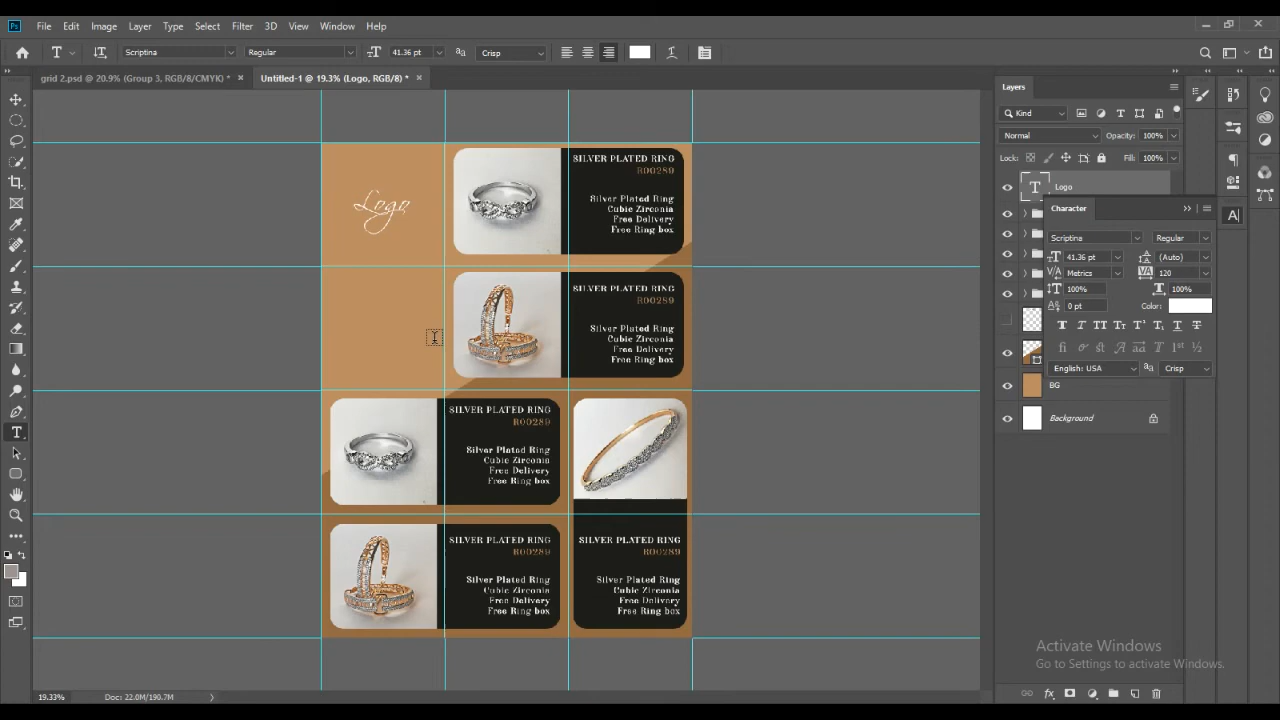 Ps File Edit Image Layer Type Select Filter 3D View Window Help
T Scriptina Regular 41.36 pt Crisp
grid 2.psd @ 20.9% (Group 3, RGB/8/CMYK) * Untitled-1 @ 19.3% (Logo, RGB/8) *
Logo
SILVER PLATED RING
R00289
Silver Plated Ring
Cubic Zirconia
Free Delivery
Free Ring box
SILVER PLATED RING
R00289
Silver Plated Ring
Cubic Zirconia
Free Delivery
Free Ring box
SILVER PLATED RING
R00289
Silver Plated Ring
Cubic Zirconia
Free Delivery
Free Ring box
SILVER PLATED RING
R00289
Silver Plated Ring
Cubic Zirconia
Free Delivery
Free Ring box
SILVER PLATED RING
R00289
Silver Plated Ring
Cubic Zirconia
Free Delivery
Free Ring box
Layers
Kind
Normal Opacity: 100%
Lock: Fill: 100%
T Logo
Character
Scriptina Regular
41.36 pt (Auto)
Metrics 120
100% 100%
0 pt Color:
English: USA aa Crisp
BG
Background
Activate Windows
Go to Settings to activate Windows.
19.33% Doc: 22.0M/190.7M